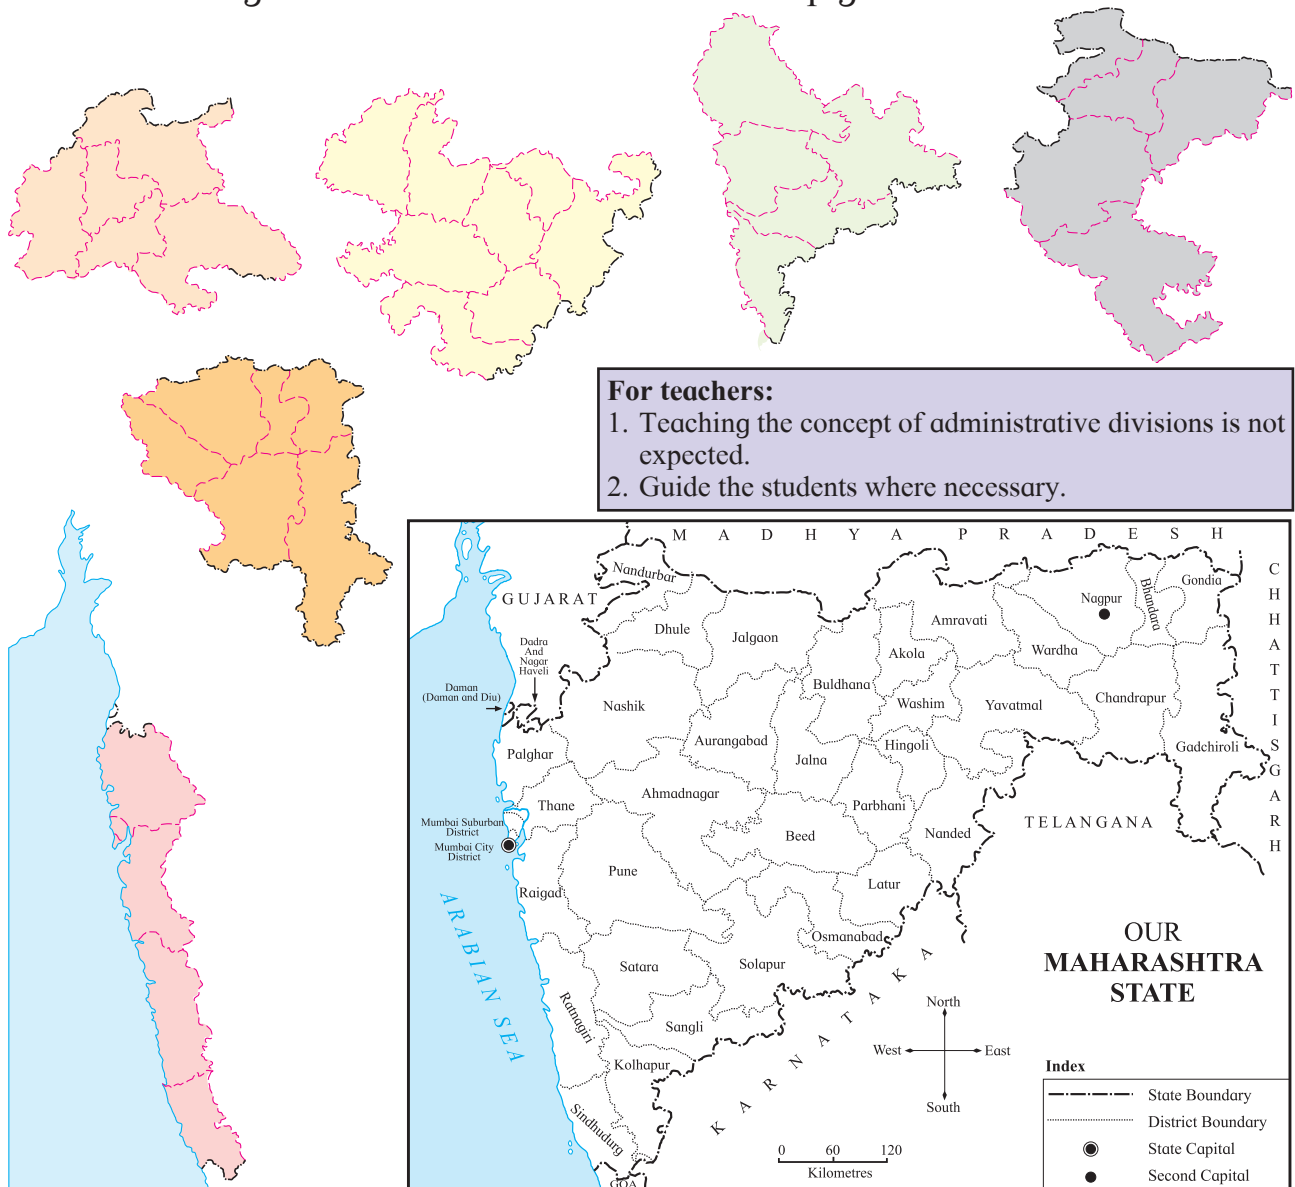 For teachers:
1. Teaching the concept of administrative divisions is not
expected.
2. Guide the students where necessary.
M A D H Y A P R A D E S H
C H H A T T I S G A R H
GUJARAT
Nandurbar
Dhule
Jalgaon
Amravati
Nagpur
Bhandara
Gondia
Dadra
And
Nagar
Haveli
Daman
(Daman and Diu)
Nashik
Buldhana
Akola
Washim
Wardha
Yavatmal
Chandrapur
Gadchiroli
Palghar
Aurangabad
Jalna
Hingoli
Thane
Ahmadnagar
Parbhani
Nanded
TELANGANA
Mumbai Suburban
District
Mumbai City
District
Beed
Pune
Raigad
Latur
Osmanabad
ARABIAN SEA
Satara
Solapur
Ratnagiri
Sangli
Kolhapur
Sindhudurg
GOA
K A R N A T A K A
OUR
MAHARASHTRA
STATE
North
West East
South
0 60 120
Kilometres
Index
State Boundary
District Boundary
State Capital
Second Capital